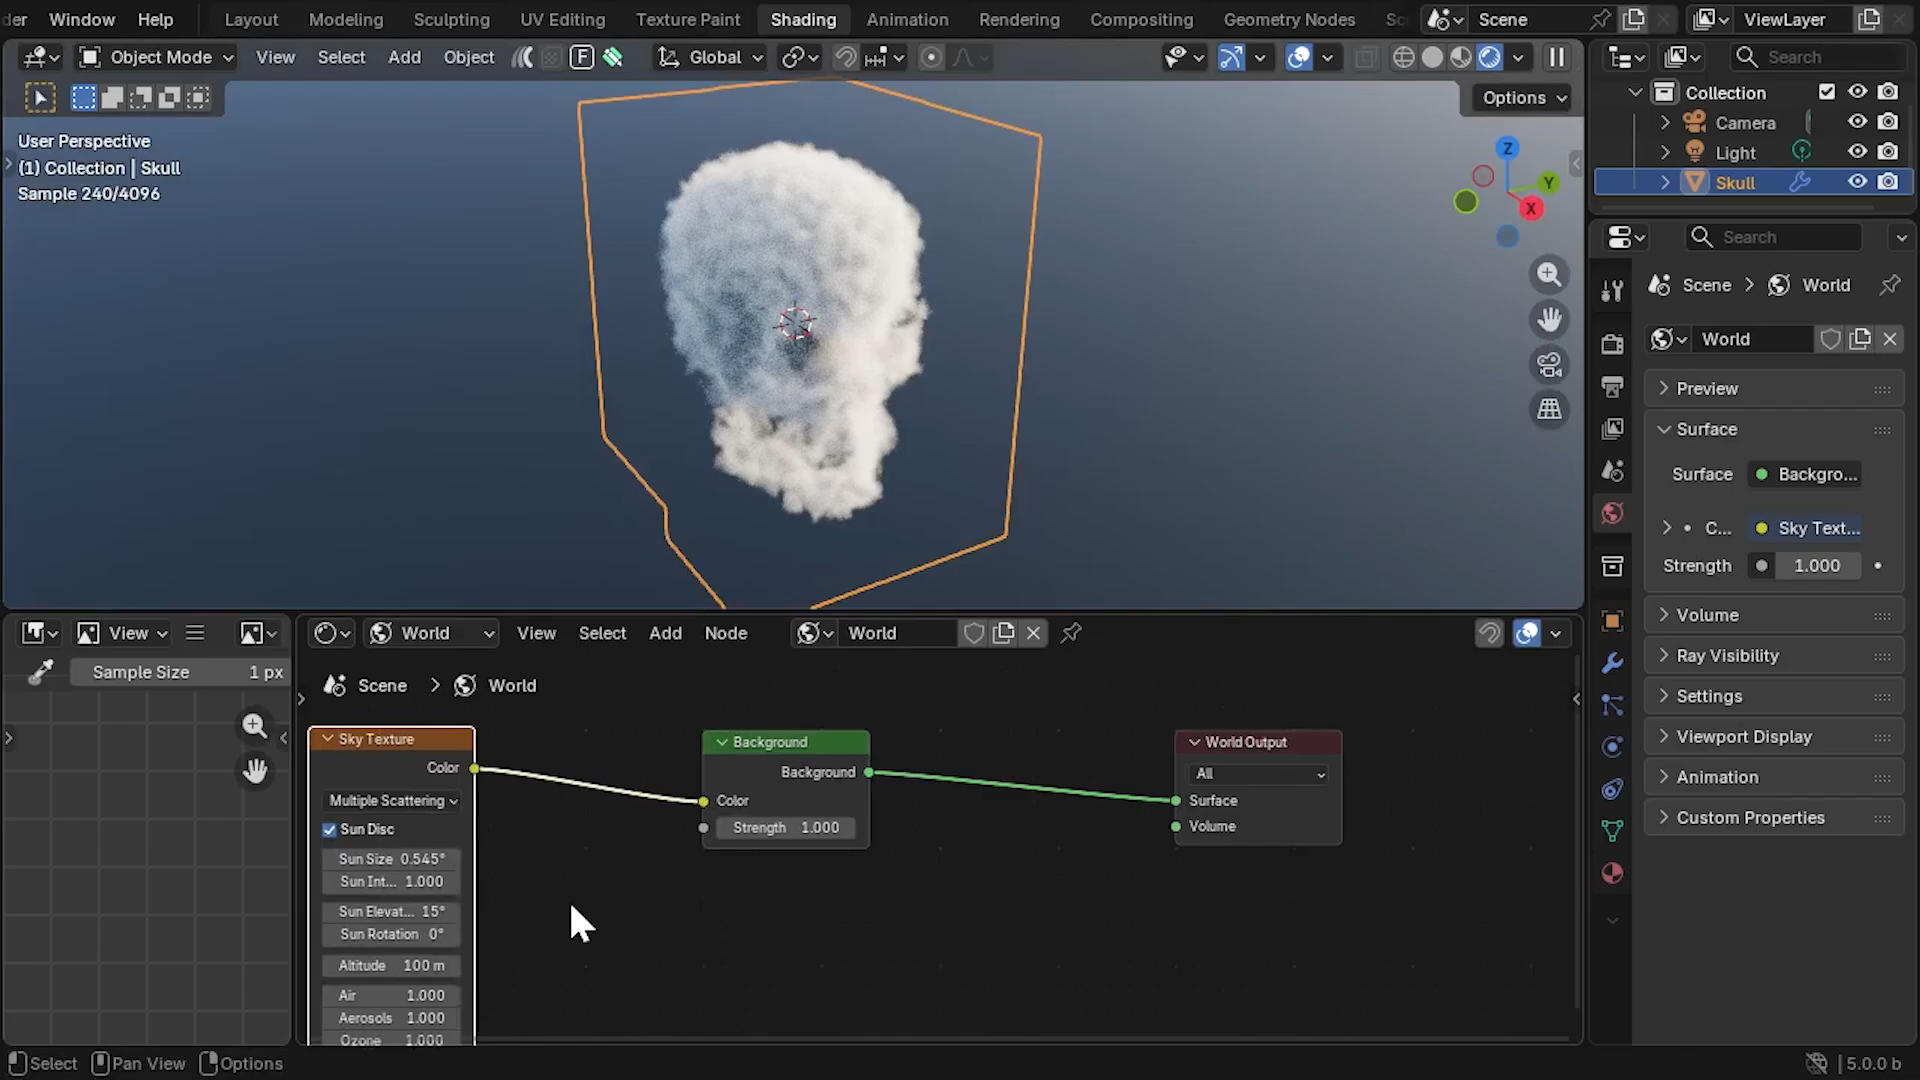 der Window Help Layout Modeling Sculpting UV Editing Texture Paint Shading Animation Rendering Compositing Geometry Nodes Sc Scene ViewLayer
Object Mode View Select Add Object F Global Search
Options
User Perspective
(1) Collection | Skull
Sample 240/4096
Z
Y
X
Collection
Camera
Light
Skull
Search
Scene > World
World
Preview
Surface
Surface Backgro...
C... Sky Text...
Strength 1.000
Volume
Ray Visibility
Settings
Viewport Display
Animation
Custom Properties
View
Sample Size 1 px
World View Select Add Node World
Scene > World
Sky Texture
Color
Multiple Scattering
Sun Disc
Sun Size 0.545°
Sun Int... 1.000
Sun Elevat... 15°
Sun Rotation 0°
Altitude 100 m
Air 1.000
Aerosols 1.000
Ozone 1.000
Background
Background
Color
Strength 1.000
World Output
All
Surface
Volume
Select Pan View Options 5.0.0 b